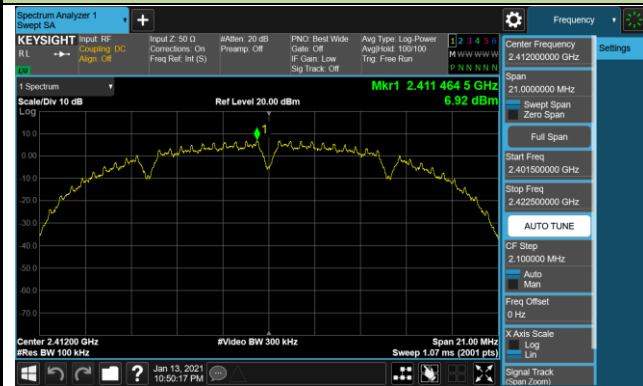 Spectrum Analyzer 1
Swept SA
Frequency
KEYSIGHT
RL
LXI
Input: RF
Coupling: DC
Align: Off
Input Z: 50 Ω
Corrections: On
Freq Ref: Int (S)
#Atten: 20 dB
Preamp: Off
PNO: Best Wide
Gate: Off
IF Gain: Low
Sig Track: Off
Avg Type: Log-Power
Avg|Hold: 100/100
Trig: Free Run
1 2 3 4 5 6
M W W W W W
P N N N N N
1 Spectrum
Scale/Div 10 dB
Ref Level 20.00 dBm
Mkr1 2.411 464 5 GHz
6.92 dBm
Log
1
10.0
0.00
-10.0
-20.0
-30.0
-40.0
-50.0
-60.0
-70.0
Center 2.41200 GHz
#Res BW 100 kHz
#Video BW 300 kHz
Span 21.00 MHz
Sweep 1.07 ms (2001 pts)
Jan 13, 2021
10:50:17 PM
Center Frequency
2.412000000 GHz
Settings
Span
21.0000000 MHz
Swept Span
Zero Span
Full Span
Start Freq
2.401500000 GHz
Stop Freq
2.422500000 GHz
AUTO TUNE
CF Step
2.100000 MHz
Auto
Man
Freq Offset
0 Hz
X Axis Scale
Log
Lin
Signal Track
(Span Zoom)